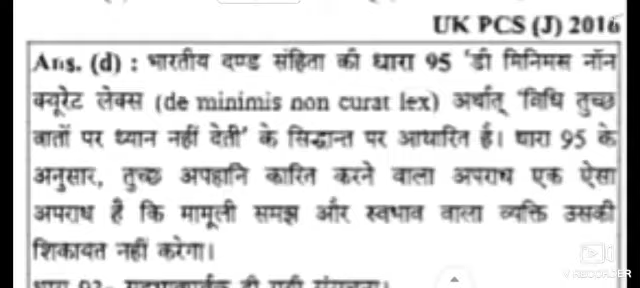 UK PCS (J) 2016
Ans. (d) : भारतीय दण्ड संहिता की धारा 95 'डी मिनिमस नॉन
क्यूरेट लेक्स (de minimis non curat lex) अर्थात् 'विधि तुच्छ
बातों पर ध्यान नहीं देती' के सिद्धान्त पर आधारित है। धारा 95 के
अनुसार, तुच्छ अपहानि कारित करने वाला अपराध एक ऐसा
अपराध है कि मामूली समझ और स्वभाव वाला व्यक्ति उसकी
शिकायत नहीं करेगा।
RECORDER